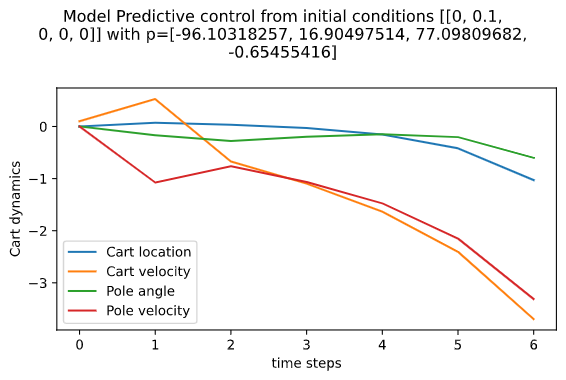 Model Predictive control from initial conditions [[0, 0.1,
0, 0, 0]] with p=[-96.10318257, 16.90497514, 77.09809682,
-0.65455416]
Cart dynamics
0
−1
−2
−3
Cart location
Cart velocity
Pole angle
Pole velocity
0 1 2 3 4 5 6
time steps